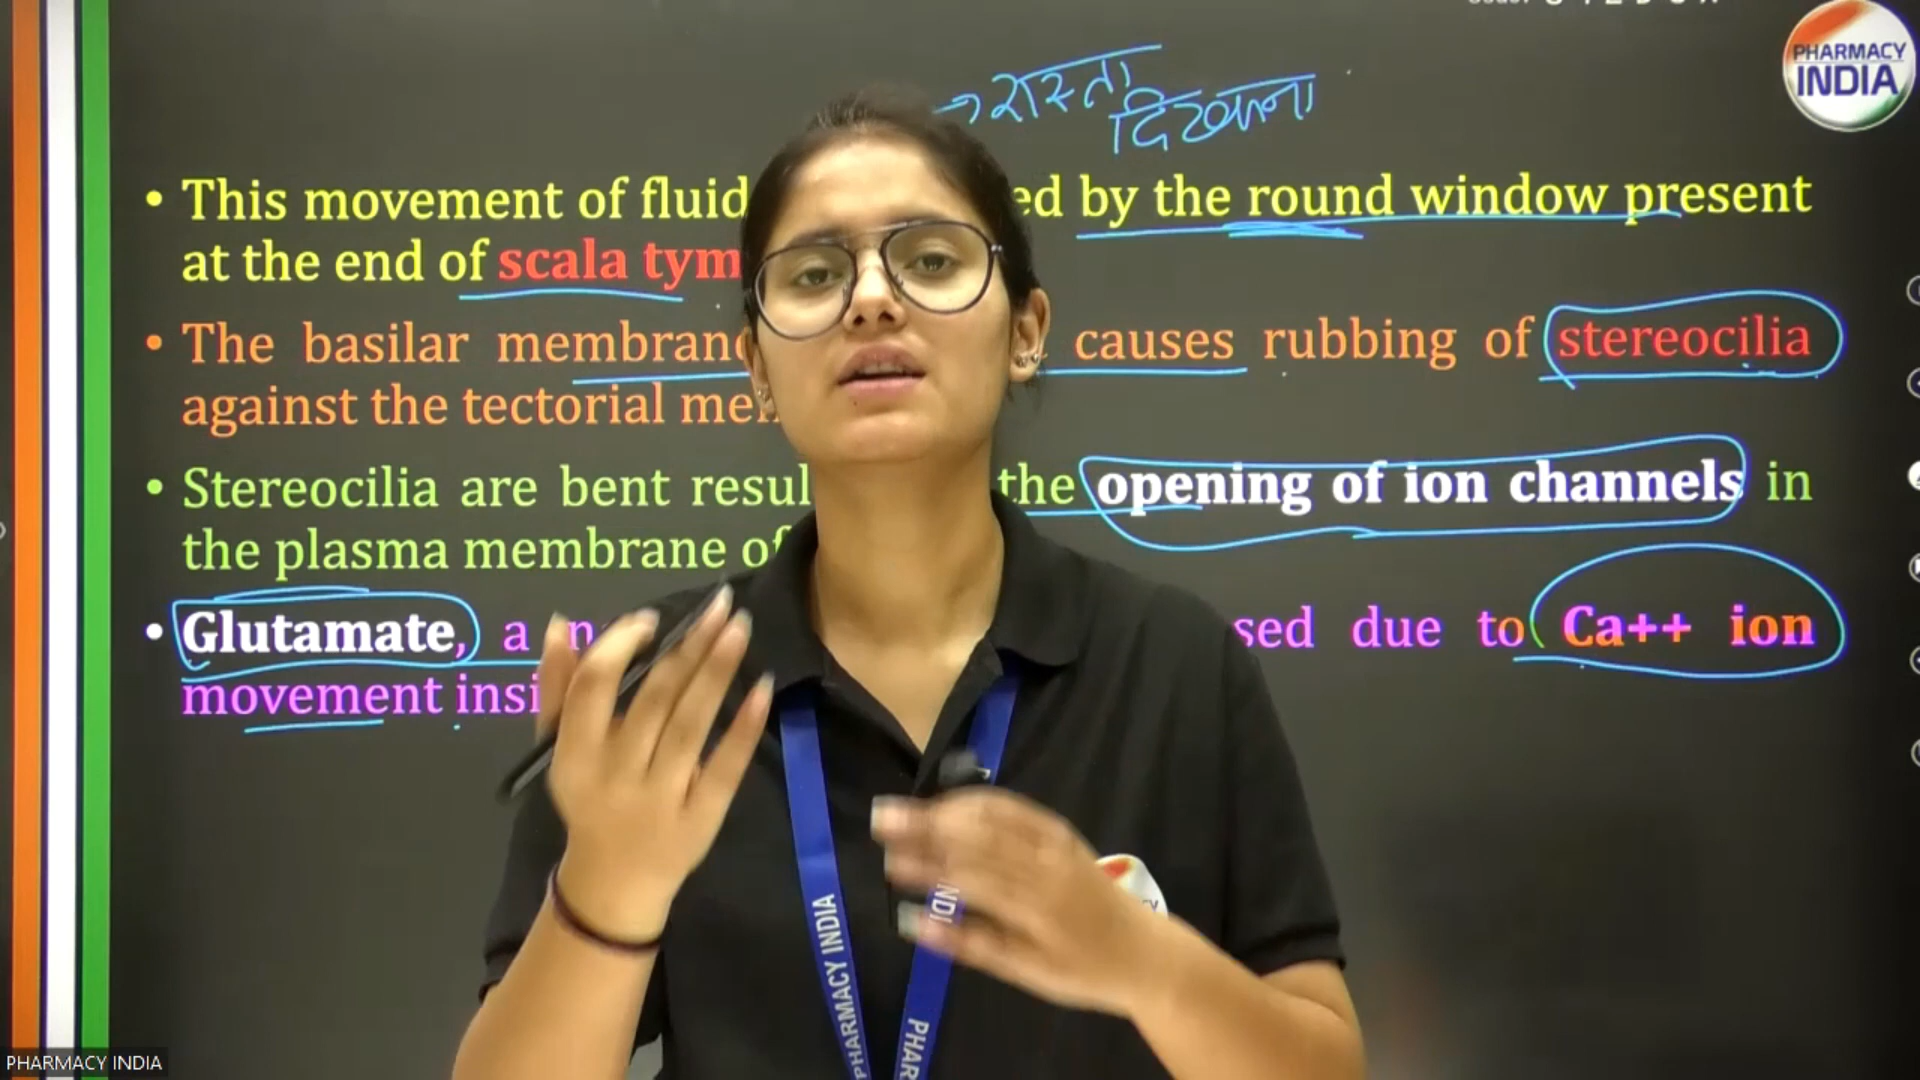 PHARMACY
INDIA
→ रास्ता
दिखाना
• This movement of fluid ed by the round window present
at the end of scala tym
• The basilar membran causes rubbing of stereocilia
against the tectorial me
• Stereocilia are bent resul the opening of ion channels in
the plasma membrane of
• Glutamate, a n sed due to Ca++ ion
movement insi
PHARMACY INDIA
PHAR
NDI
PHARMACY INDIA